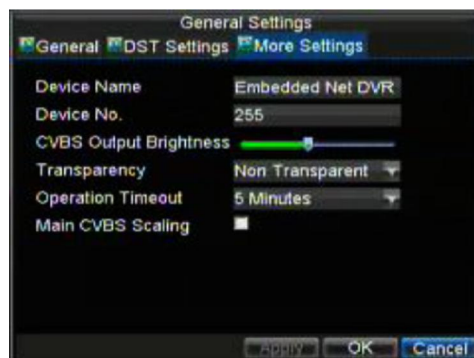 General Settings
General DST Settings More Settings
Device Name Embedded Net DVR
Device No. 255
CVBS Output Brightness
Transparency Non Transparent
Operation Timeout 5 Minutes
Main CVBS Scaling
Apply OK Cancel